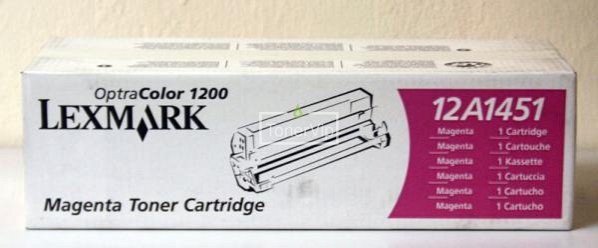 OptraColor 1200
LEXMARK
TonerVip
Magenta Toner Cartridge
12A1451
Magenta 1 Cartridge
Magenta 1 Cartouche
Magenta 1 Kassette
Magenta 1 Cartuccia
Magenta 1 Cartucho
Magenta 1 Cartucho